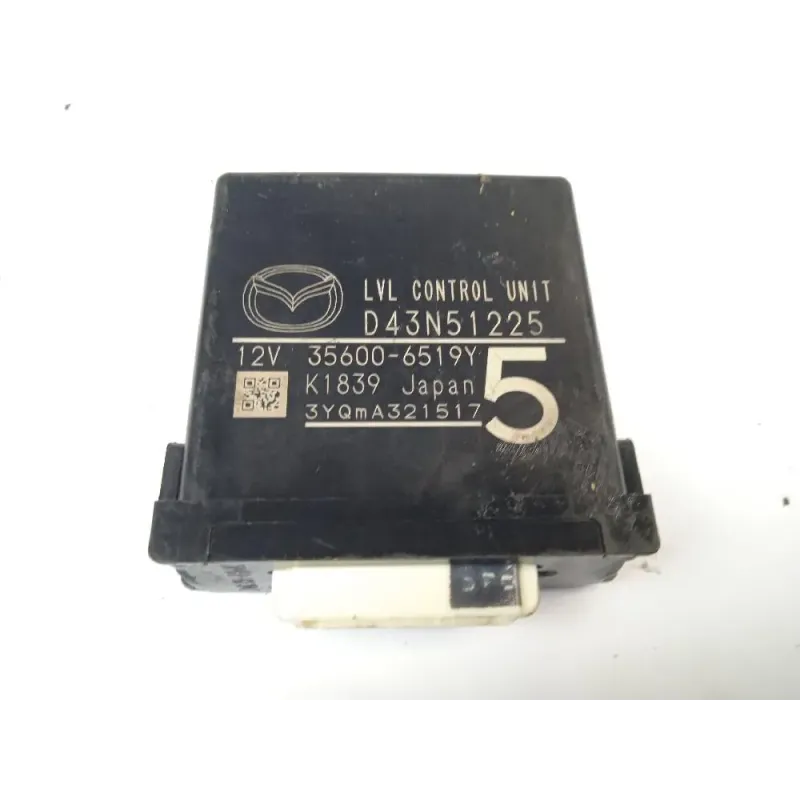 LVL CONTROL UNIT
D43N51225
12V 35600-6519Y
K1839 Japan
3YQmA321517
5